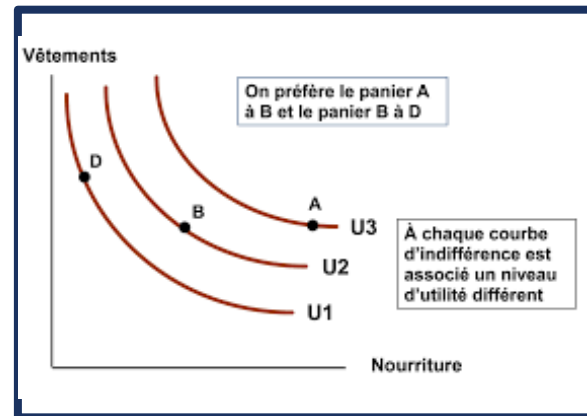 Vêtements
On préfère le panier A
à B et le panier B à D
D
B
A
U3
U2
U1
À chaque courbe
d'indifférence est
associé un niveau
d'utilité différent
Nourriture